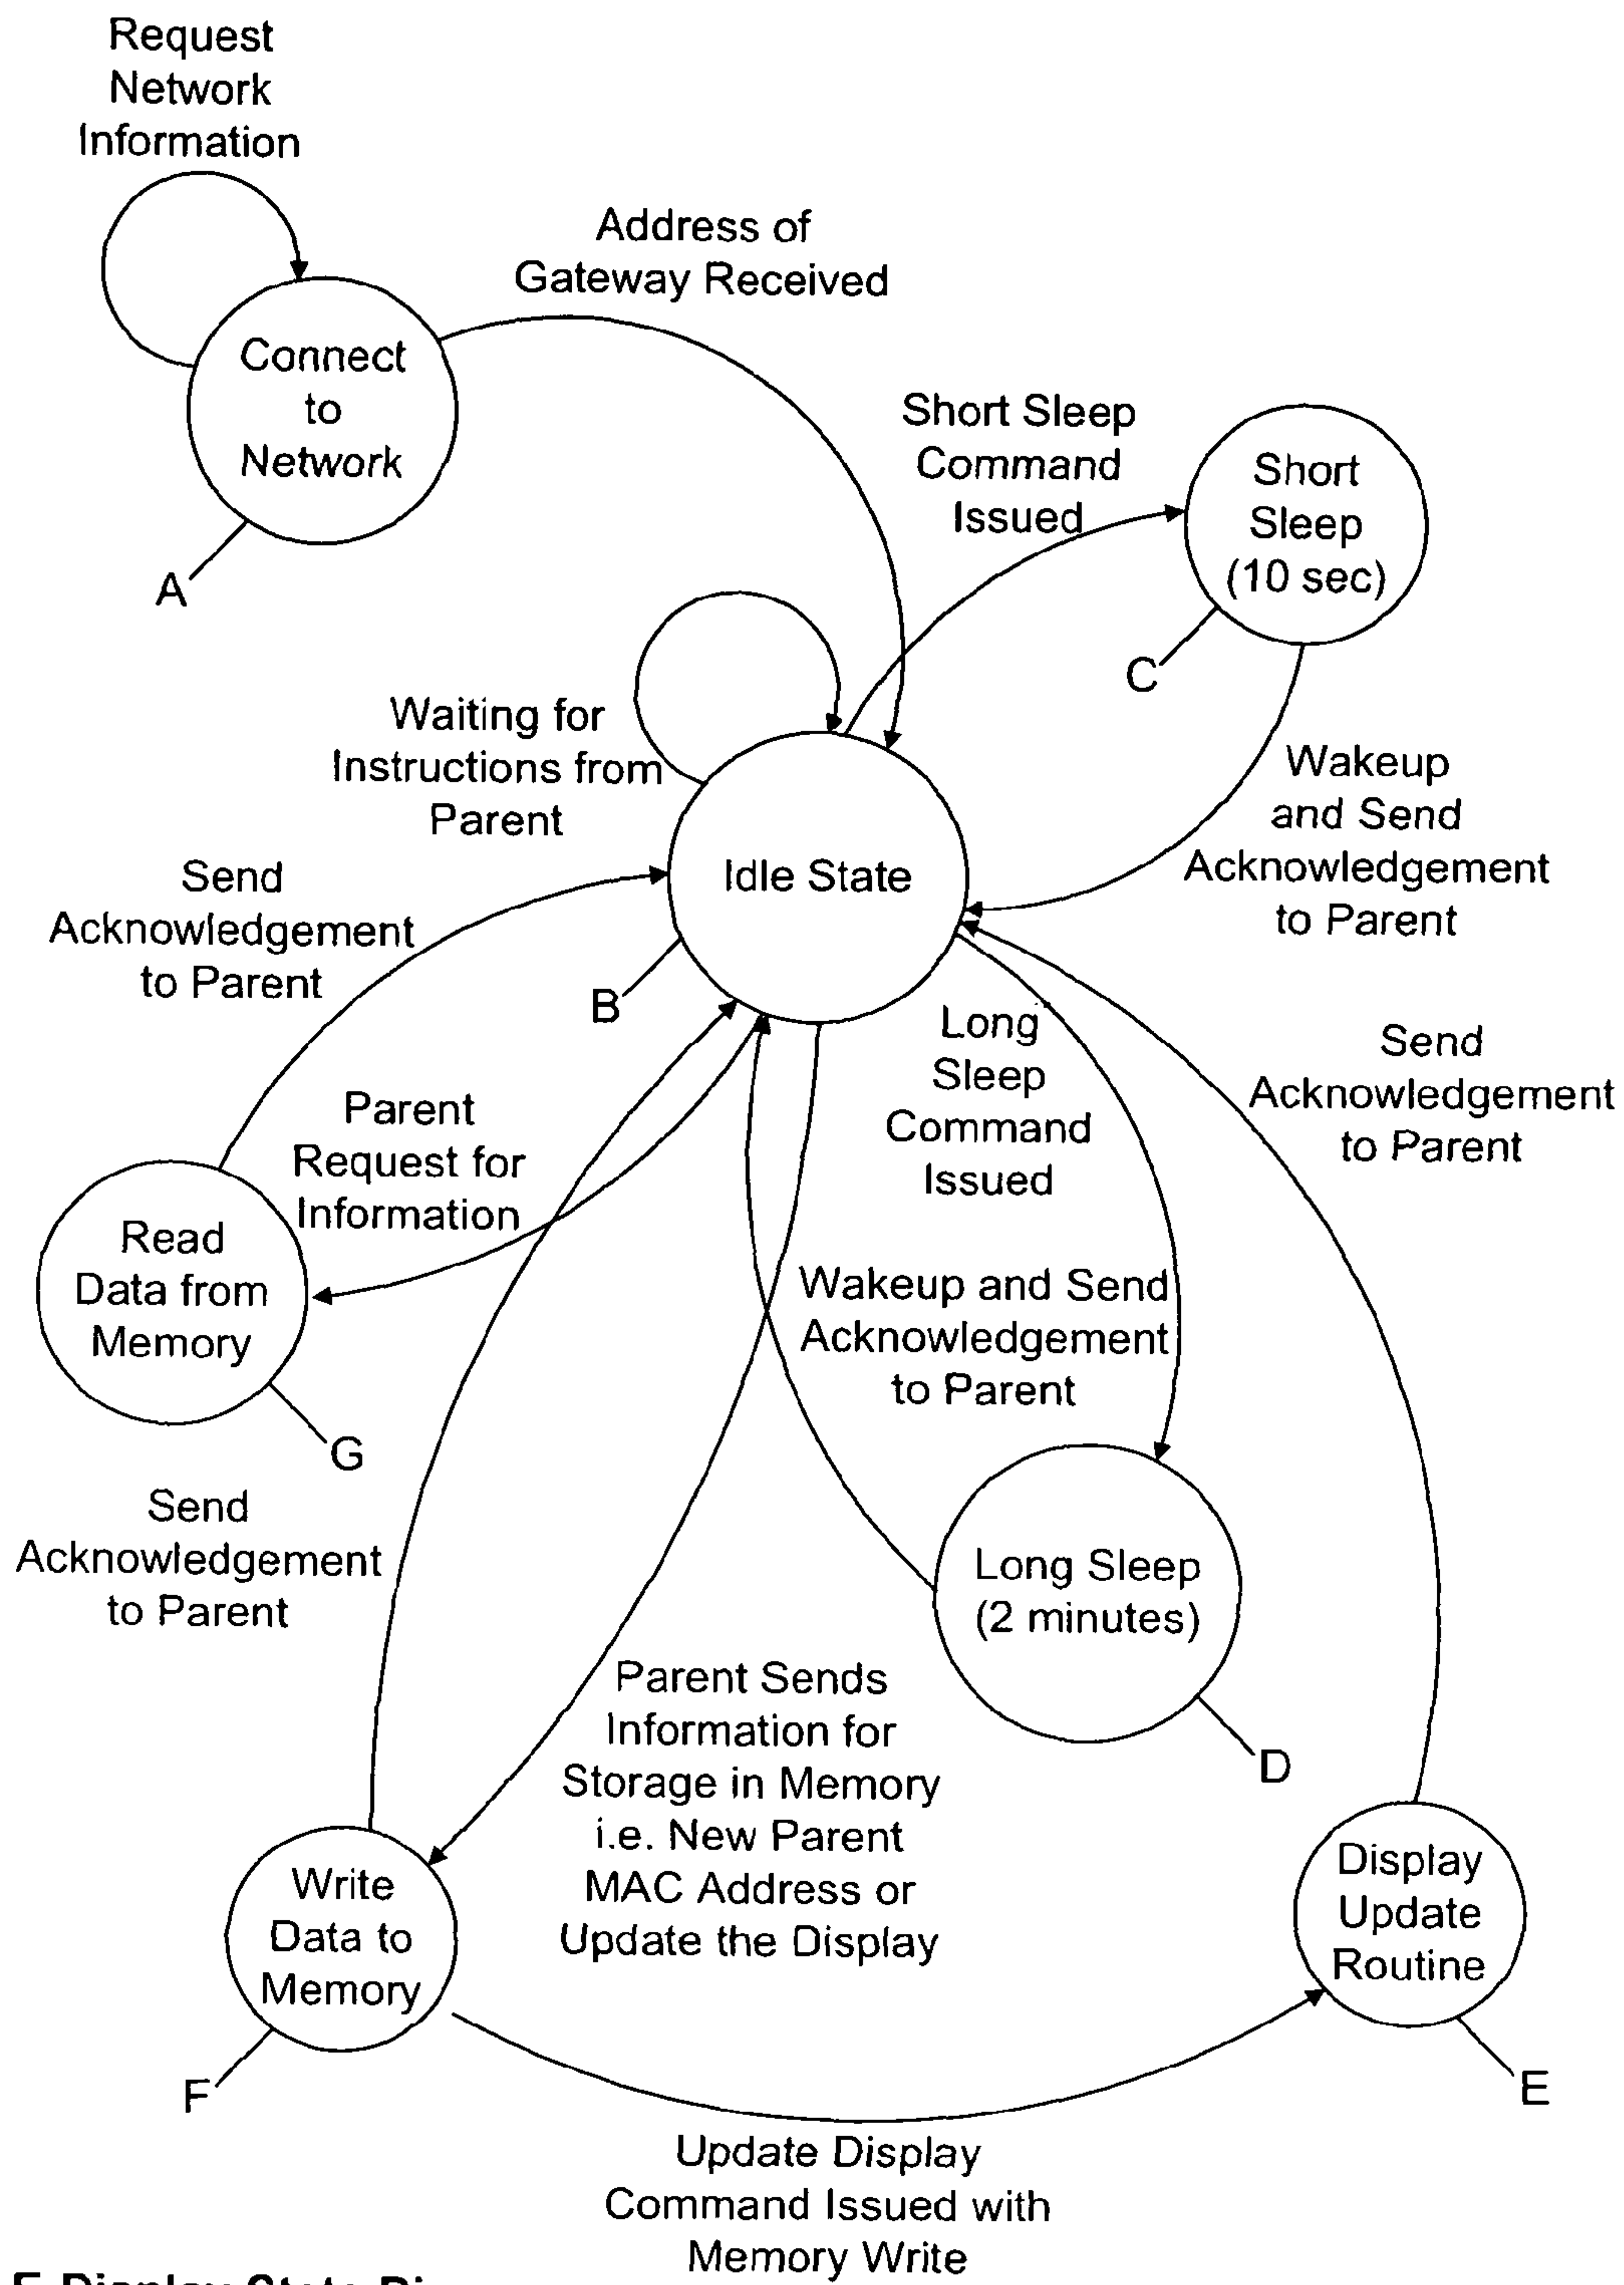 Request
Network
Information
Address of
Gateway Received
Connect
to
Network
A
Short Sleep
Command
Issued
Short
Sleep
(10 sec)
C
Waiting for
Instructions from
Parent
Wakeup
and Send
Acknowledgement
to Parent
Idle State
B
Send
Acknowledgement
to Parent
Long
Sleep
Command
Issued
Send
Acknowledgement
to Parent
Parent
Request for
Information
Read
Data from
Memory
G
Wakeup and Send
Acknowledgement
to Parent
Send
Acknowledgement
to Parent
Long Sleep
(2 minutes)
D
Parent Sends
Information for
Storage in Memory
i.e. New Parent
MAC Address or
Update the Display
Write
Data to
Memory
F
Display
Update
Routine
E
Update Display
Command Issued with
Memory Write